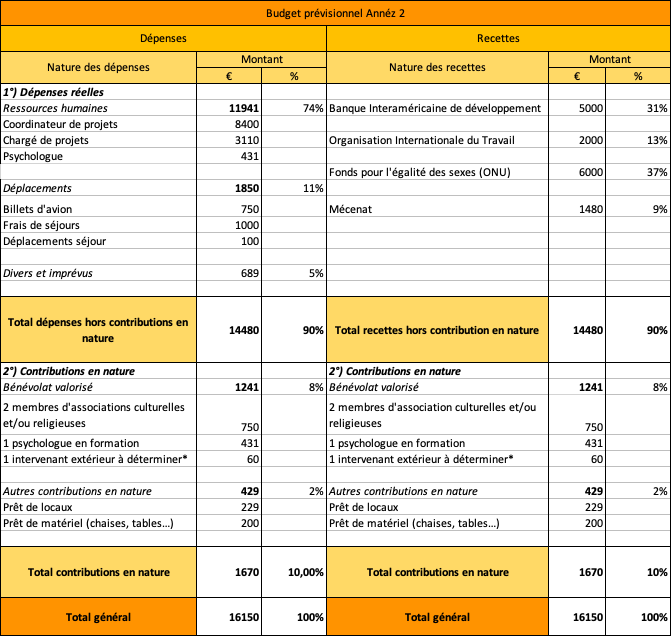 Budget prévisionnel Annéz 2
Dépenses Recettes
Nature des dépenses Montant Nature des recettes Montant
€ % € %
1°) Dépenses réelles
Ressources humaines 11941 74% Banque Interaméricaine de développement 5000 31%
Coordinateur de projets 8400
Chargé de projets 3110 Organisation Internationale du Travail 2000 13%
Psychologue 431
Fonds pour l'égalité des sexes (ONU) 6000 37%
Déplacements 1850 11%
Billets d'avion 750 Mécenat 1480 9%
Frais de séjours 1000
Déplacements séjour 100
Divers et imprévus 689 5%
Total dépenses hors contributions en nature 14480 90% Total recettes hors contribution en nature 14480 90%
2°) Contributions en nature 2°) Contributions en nature
Bénévolat valorisé 1241 8% Bénévolat valorisé 1241 8%
2 membres d'associations culturelles et/ou religieuses 750 2 membres d'association culturelles et/ou religieuses 750
1 psychologue en formation 431 1 psychologue en formation 431
1 intervenant extérieur à déterminer* 60 1 intervenant extérieur à déterminer* 60
Autres contributions en nature 429 2% Autres contributions en nature 429 2%
Prêt de locaux 229 Prêt de locaux 229
Prêt de matériel (chaises, tables…) 200 Prêt de matériel (chaises, tables…) 200
Total contributions en nature 1670 10,00% Total contributions en nature 1670 10%
Total général 16150 100% Total général 16150 100%